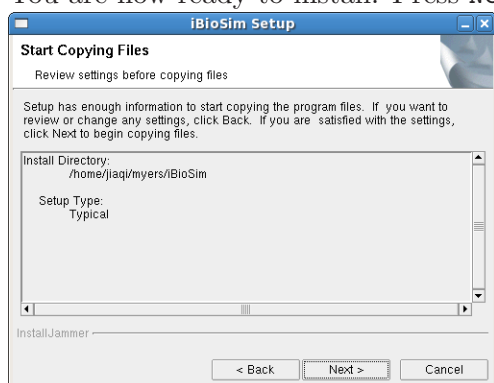 You are now ready to install. Press
iBioSim Setup
Start Copying Files
Review settings before copying files
Setup has enough information to start copying the program files. If you want to
review or change any settings, click Back. If you are satisfied with the settings,
click Next to begin copying files.
Install Directory:
/home/jiaqi/myers/iBioSim
Setup Type:
Typical
InstallJammer
< Back
Next >
Cancel